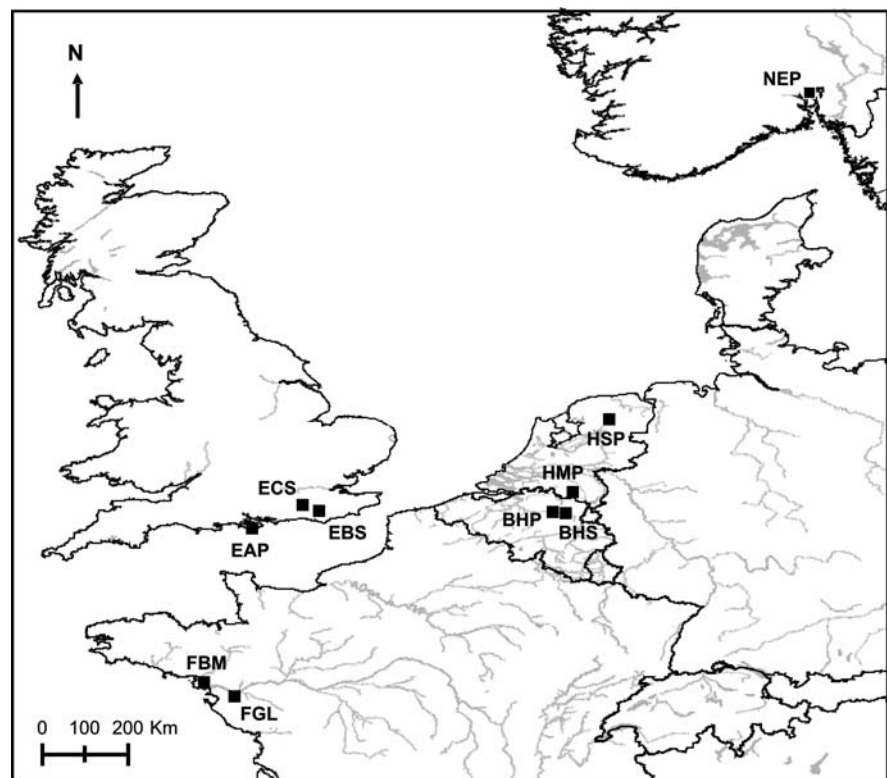 N
NEP
HSP
HMP
ECS
EBS
BHP
BHS
EAP
FBM
FGL
0 100 200 Km